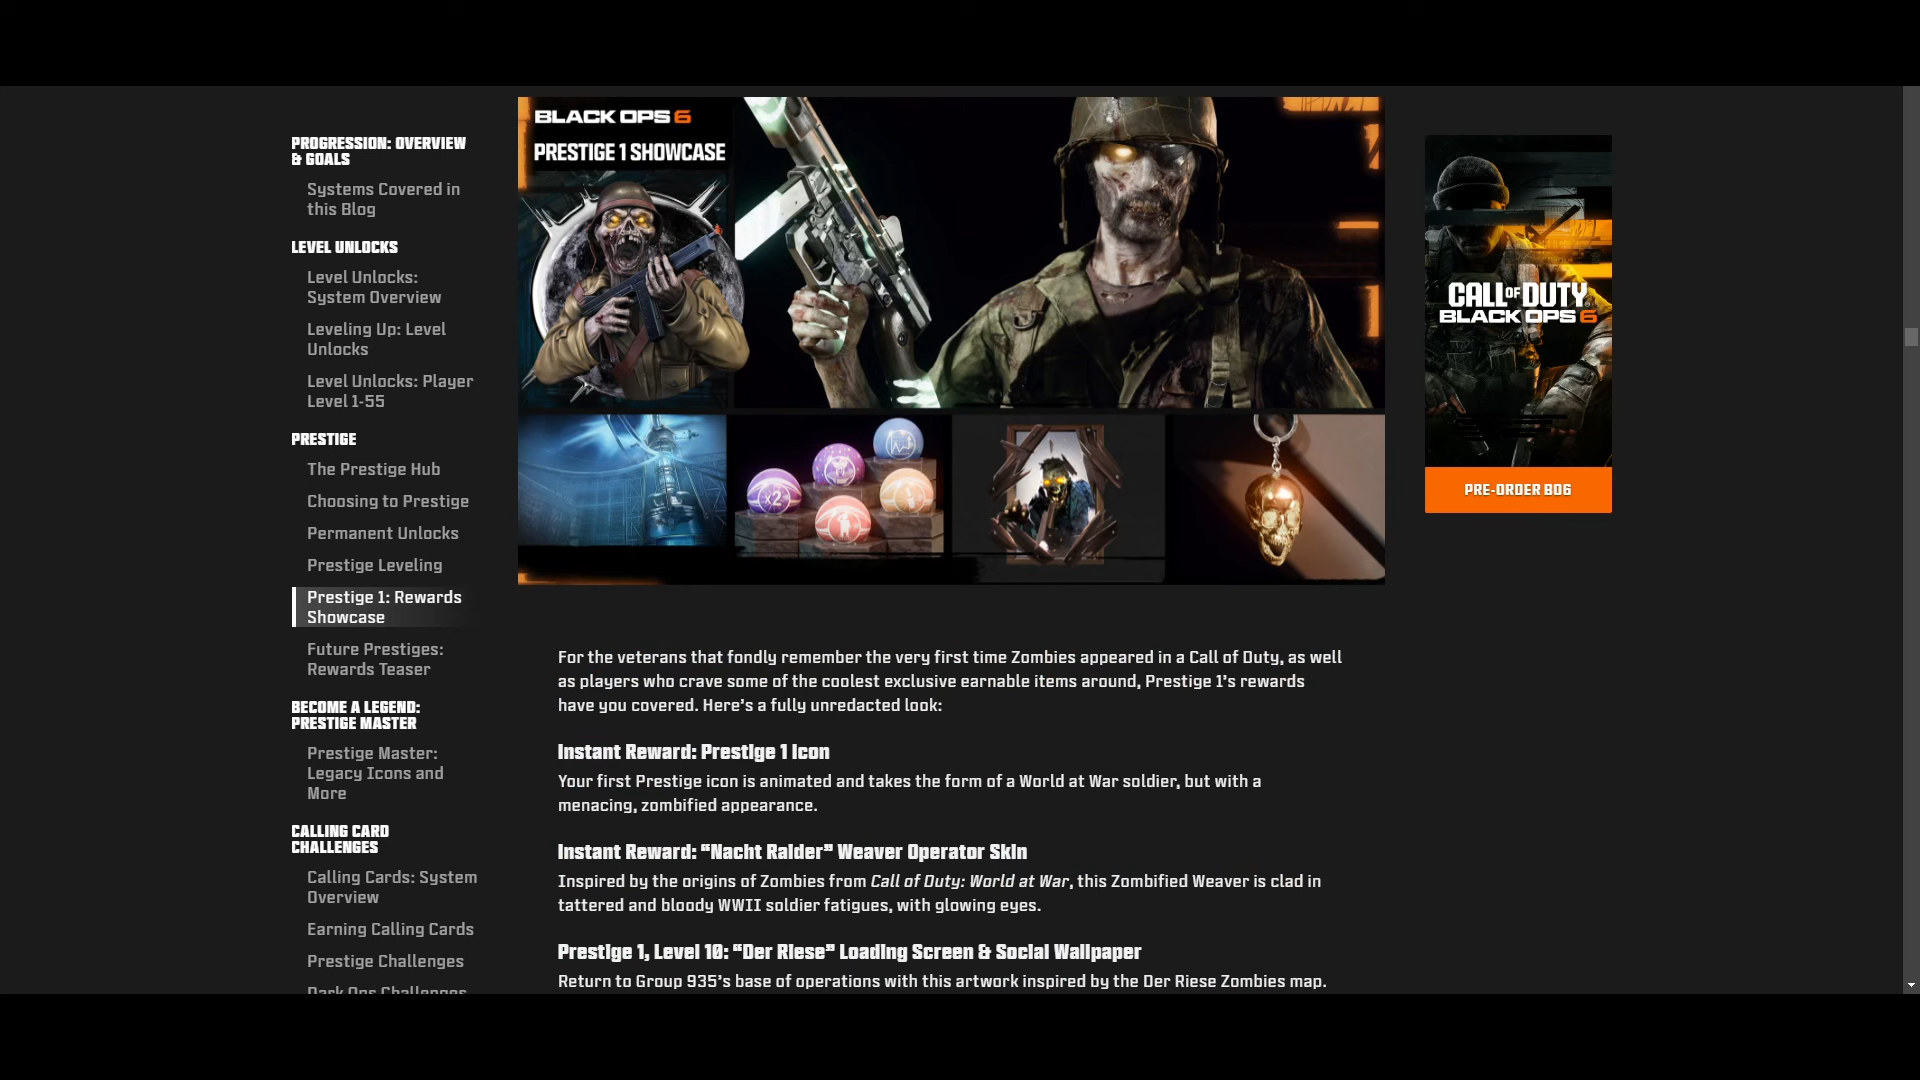 PROGRESSION: OVERVIEW
& GOALS
Systems Covered in
this Blog
LEVEL UNLOCKS
Level Unlocks:
System Overview
Leveling Up: Level
Unlocks
Level Unlocks: Player
Level 1-55
PRESTIGE
The Prestige Hub
Choosing to Prestige
Permanent Unlocks
Prestige Leveling
Prestige 1: Rewards
Showcase
Future Prestiges:
Rewards Teaser
BECOME A LEGEND:
PRESTIGE MASTER
Prestige Master:
Legacy Icons and
More
CALLING CARD
CHALLENGES
Calling Cards: System
Overview
Earning Calling Cards
Prestige Challenges
Dark Ops Challenges
BLACK OPS 6
PRESTIGE 1 SHOWCASE
x2
For the veterans that fondly remember the very first time Zombies appeared in a Call of Duty, as well
as players who crave some of the coolest exclusive earnable items around, Prestige 1’s rewards
have you covered. Here’s a fully unredacted look:
Instant Reward: Prestige 1 Icon
Your first Prestige icon is animated and takes the form of a World at War soldier, but with a
menacing, zombified appearance.
Instant Reward: “Nacht Raider” Weaver Operator Skin
Inspired by the origins of Zombies from Call of Duty: World at War, this Zombified Weaver is clad in
tattered and bloody WWII soldier fatigues, with glowing eyes.
Prestige 1, Level 10: “Der Riese” Loading Screen & Social Wallpaper
Return to Group 935’s base of operations with this artwork inspired by the Der Riese Zombies map.
CALL OF DUTY
BLACK OPS 6
PRE-ORDER BO6